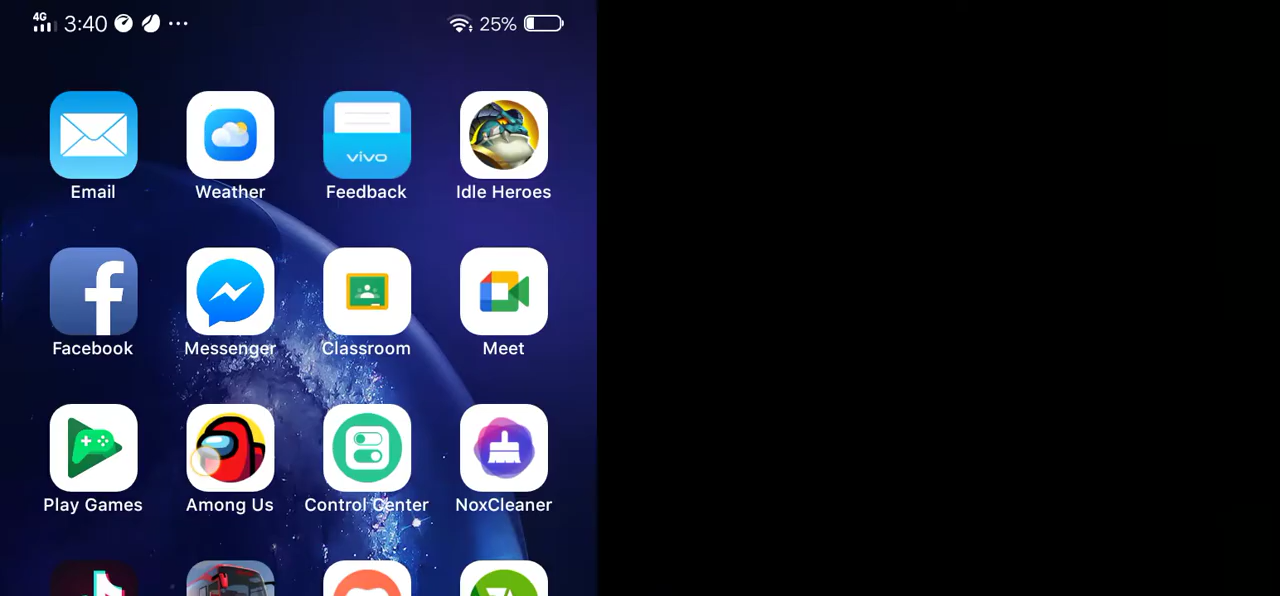 4G 3:40 ... 25%
vivo
Email Weather Feedback Idle Heroes
Facebook Messenger Classroom Meet
Play Games Among Us Control Center NoxCleaner